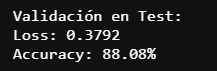 Validación en Test:
Loss: 0.3792
Accuracy: 88.08%